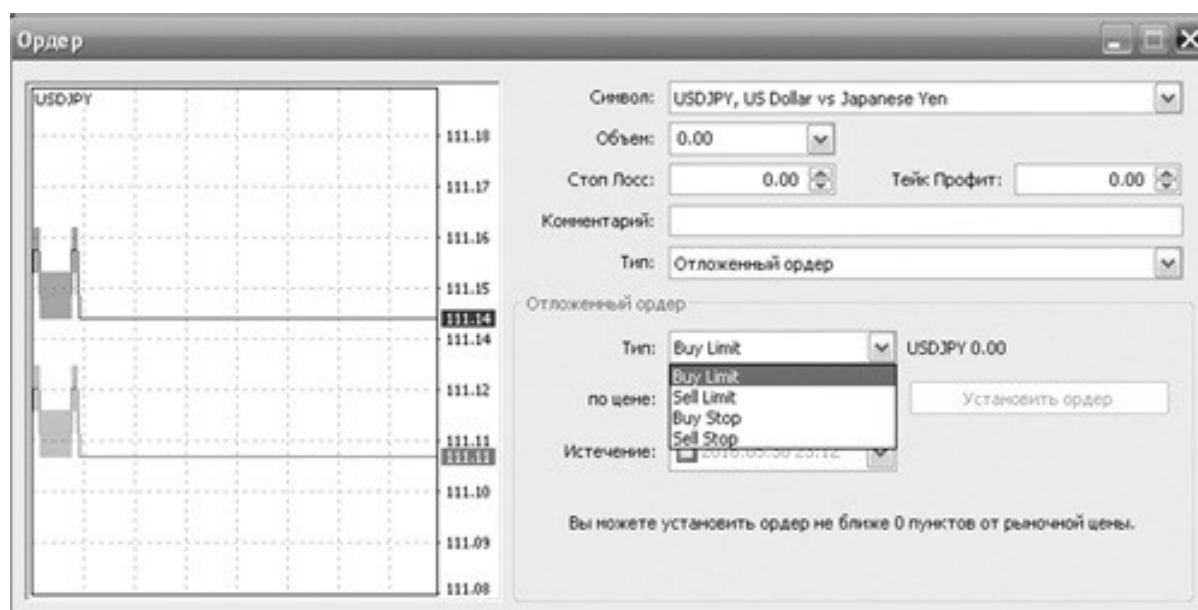 Ордер
USDJPY
111.18
111.17
111.16
111.15
111.14
111.14
111.12
111.11
111.11
111.10
111.09
111.08
Символ: USDJPY, US Dollar vs Japanese Yen
Объем: 0.00
Стоп Лосс: 0.00 Тейк Профит: 0.00
Комментарий:
Тип: Отложенный ордер
Отложенный ордер
Тип: Buy Limit USDJPY 0.00
Buy Limit
по цене: Sell Limit Установить ордер
Buy Stop
Sell Stop
Истечение:
Вы можете установить ордер не ближе 0 пунктов от рыночной цены.